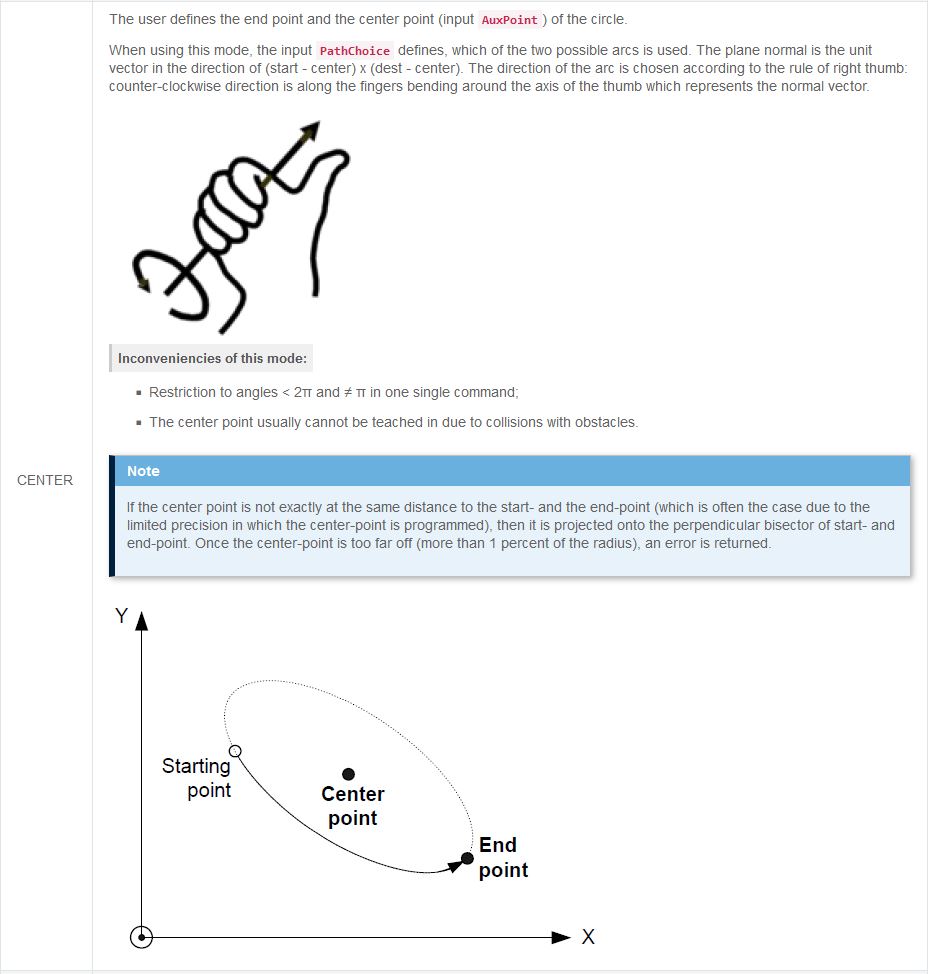 The user defines the end point and the center point (input AuxPoint ) of the circle.
When using this mode, the input PathChoice defines, which of the two possible arcs is used. The plane normal is the unit
vector in the direction of (start - center) x (dest - center). The direction of the arc is chosen according to the rule of right thumb:
counter-clockwise direction is along the fingers bending around the axis of the thumb which represents the normal vector.
Inconveniencies of this mode:
▪ Restriction to angles < 2π and ≠ π in one single command;
▪ The center point usually cannot be teached in due to collisions with obstacles.
CENTER
Note
If the center point is not exactly at the same distance to the start- and the end-point (which is often the case due to the
limited precision in which the center-point is programmed), then it is projected onto the perpendicular bisector of start- and
end-point. Once the center-point is too far off (more than 1 percent of the radius), an error is returned.
Y
Starting
point
Center
point
End
point
X